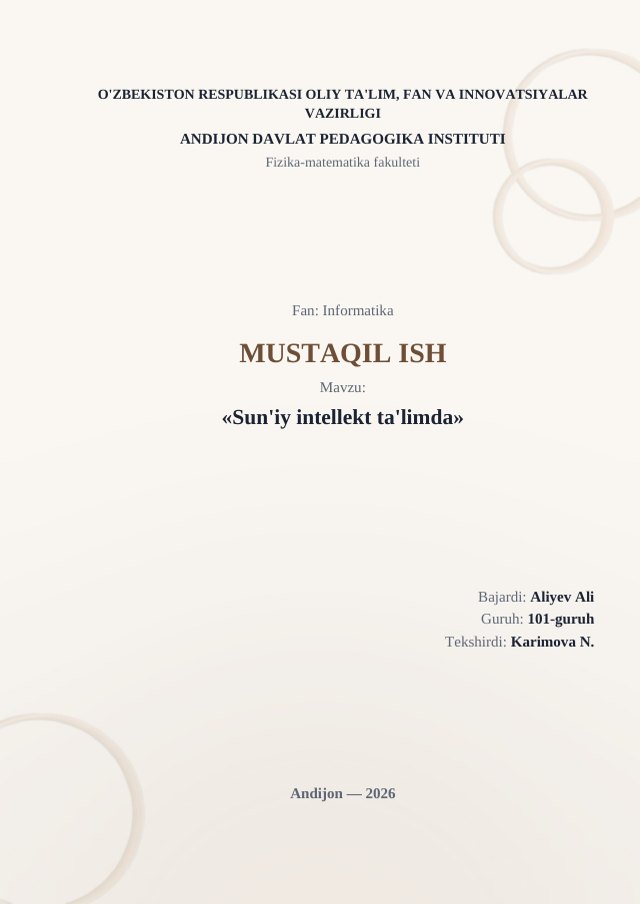 O'ZBEKISTON RESPUBLIKASI OLIY TA'LIM, FAN VA INNOVATSIYALAR
VAZIRLIGI
ANDIJON DAVLAT PEDAGOGIKA INSTITUTI
Fizika-matematika fakulteti
Fan: Informatika
MUSTAQIL ISH
Mavzu:
«Sun'iy intellekt ta'limda»
Bajardi: Aliyev Ali
Guruh: 101-guruh
Tekshirdi: Karimova N.
Andijon — 2026